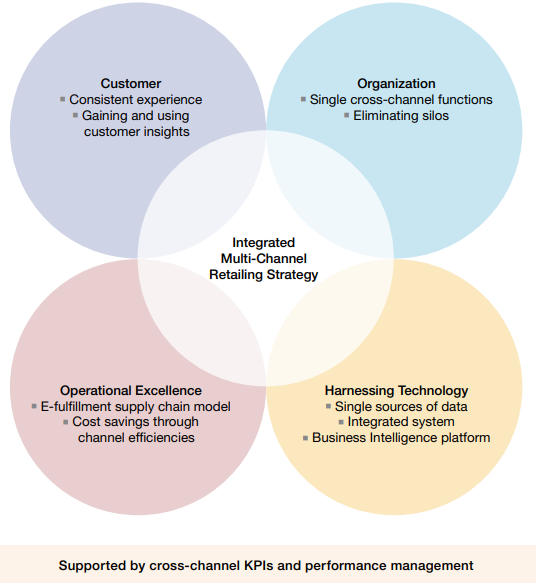 Customer
▪ Consistent experience
▪ Gaining and using
customer insights
Organization
▪ Single cross-channel functions
▪ Eliminating silos
Integrated
Multi-Channel
Retailing Strategy
Operational Excellence
▪ E-fulfillment supply chain model
▪ Cost savings through
channel efficiencies
Harnessing Technology
▪ Single sources of data
▪ Integrated system
▪ Business Intelligence platform
Supported by cross-channel KPIs and performance management